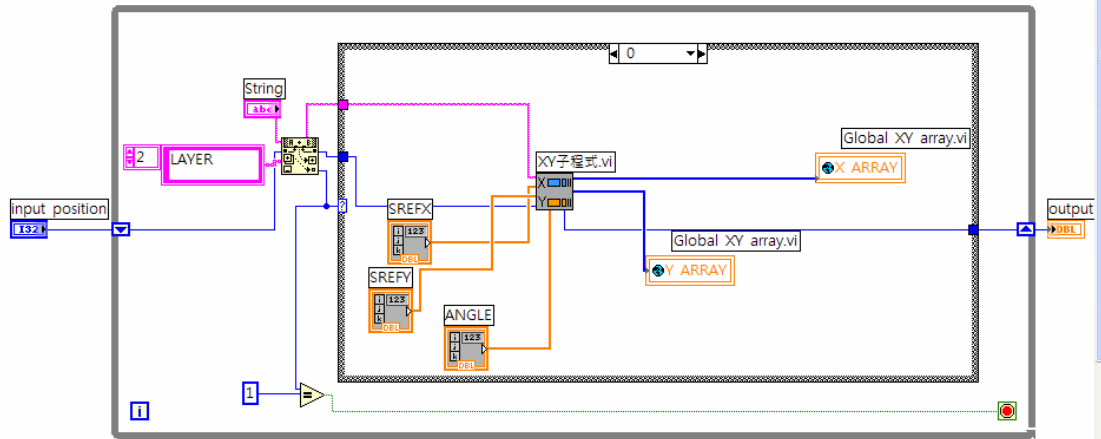 0
String
abc
2
LAYER
Global XY array.vi
XY子程式.vi
X ARRAY
X
Y
input position
I32
?
SREFX
output
DBL
i 123
j
k
DBL
Global XY array.vi
Y ARRAY
SREFY
i 123
j
k
DBL
ANGLE
i 123
j
k
DBL
1
=
i